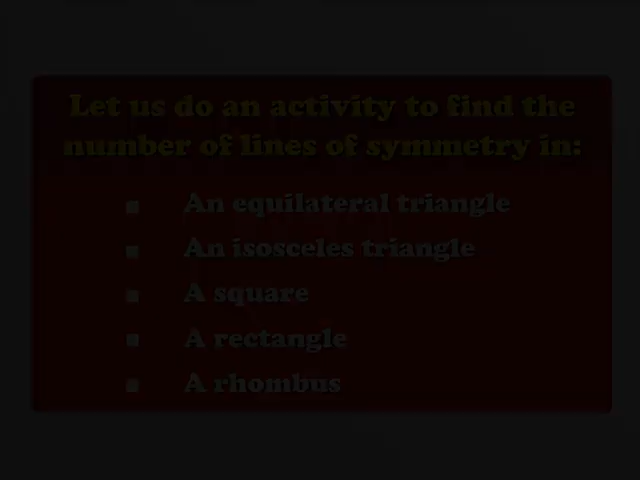 Let us do an activity to find the
number of lines of symmetry in:
An equilateral triangle
An isosceles triangle
A square
A rectangle
A rhombus